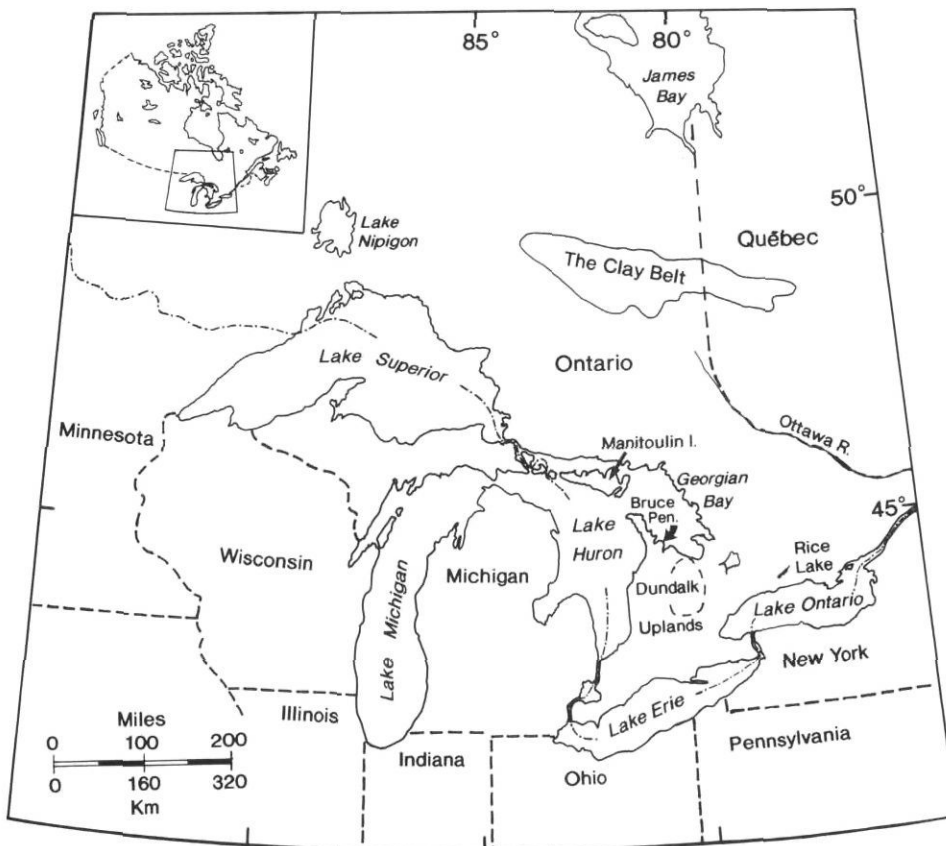 85°
80°
James
Bay
50°
Lake
Nipigon
Québec
The Clay Belt
Ontario
Lake Superior
Minnesota
Ottawa R.
Manitoulin I.
Georgian
Bay
45°
Bruce
Pen.
Lake
Huron
Rice
Lake
Wisconsin
Michigan
Lake Michigan
Dundalk
Uplands
Lake Ontario
New York
Lake Erie
Illinois
Pennsylvania
Indiana
Ohio
Miles
0 100 200
0 160 320
Km